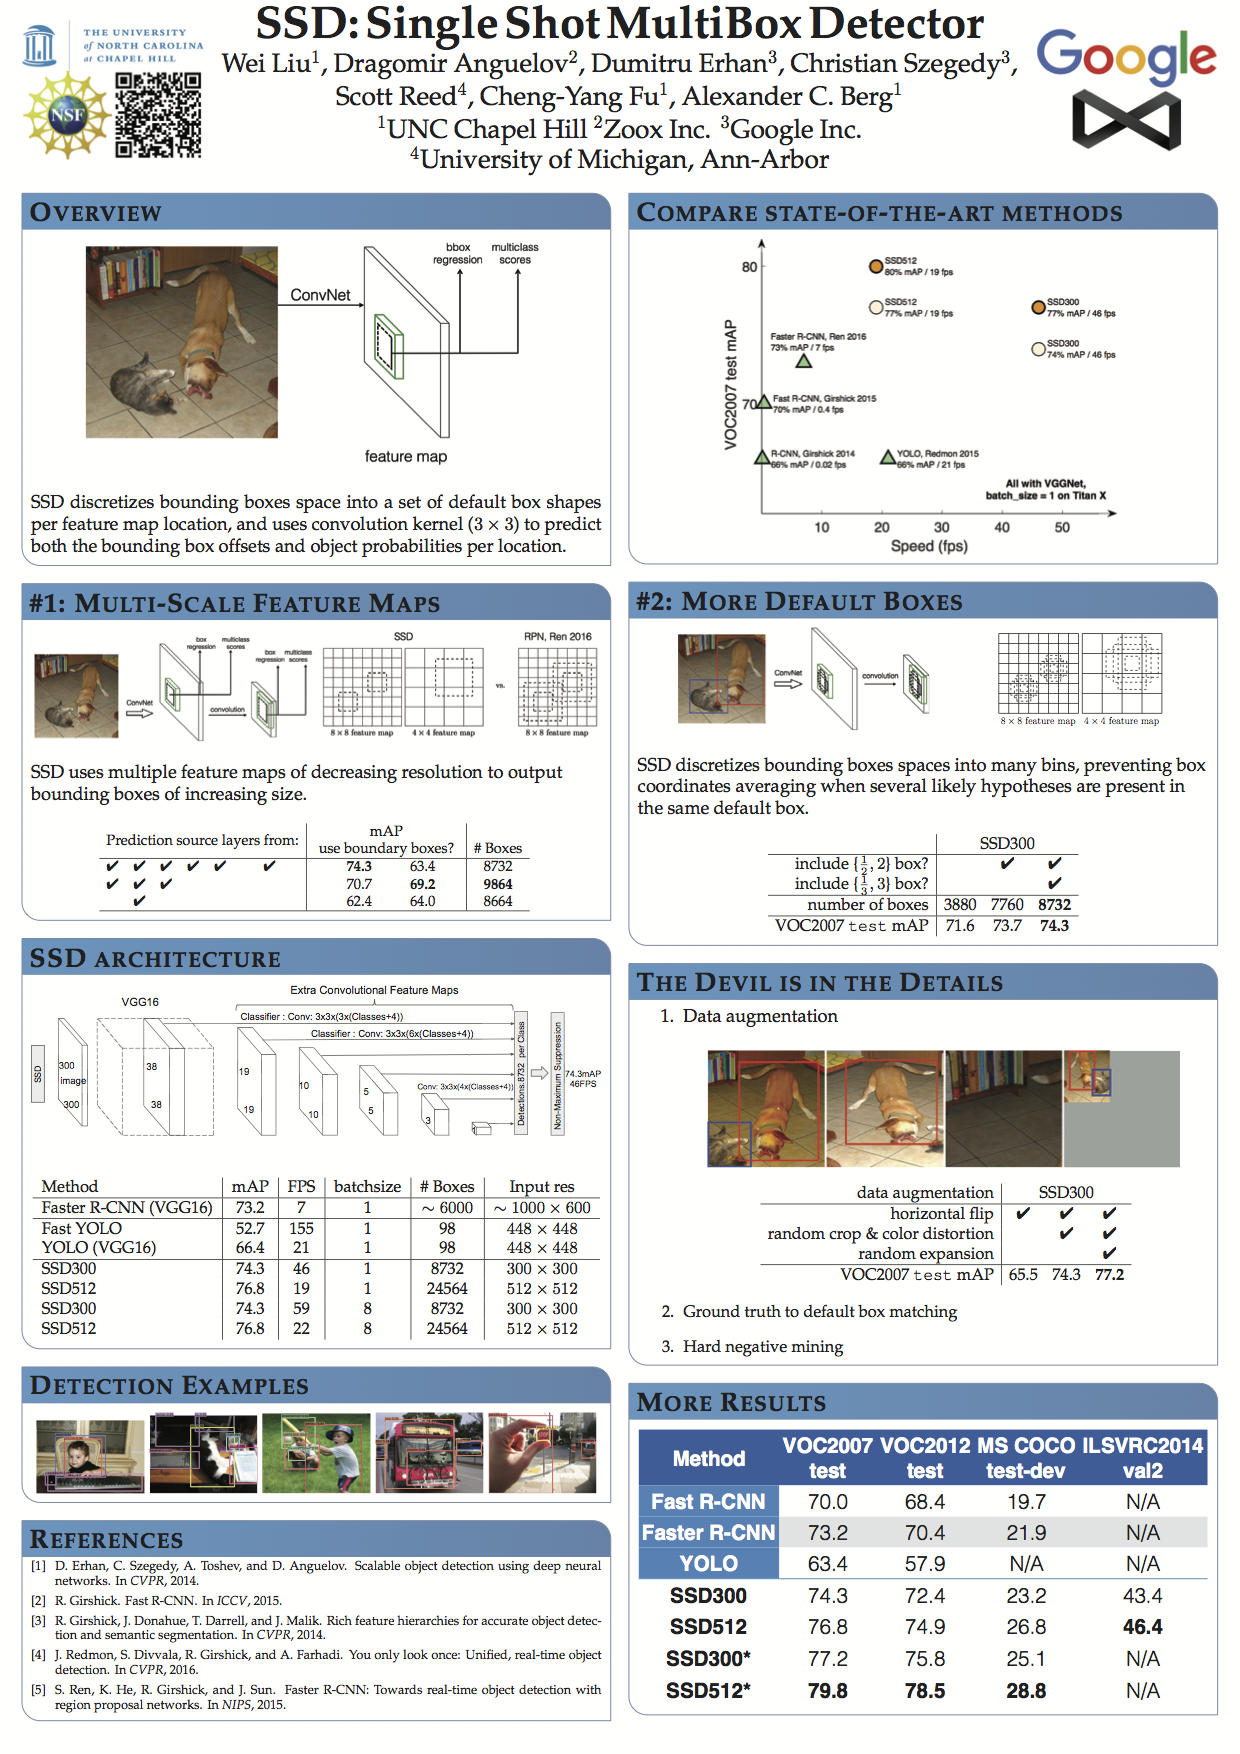 THE UNIVERSITY
of NORTH CAROLINA
at CHAPEL HILL
NSF
SSD: Single Shot MultiBox Detector
Wei Liu¹, Dragomir Anguelov², Dumitru Erhan³, Christian Szegedy³,
Scott Reed⁴, Cheng-Yang Fu¹, Alexander C. Berg¹
¹UNC Chapel Hill ²Zoox Inc. ³Google Inc.
⁴University of Michigan, Ann-Arbor
Google
OVERVIEW
bbox regression
multiclass scores
ConvNet
feature map
SSD discretizes bounding boxes space into a set of default box shapes
per feature map location, and uses convolution kernel (3 × 3) to predict
both the bounding box offsets and object probabilities per location.
COMPARE STATE-OF-THE-ART METHODS
80
SSD512
80% mAP / 19 fps
SSD512
77% mAP / 19 fps
SSD300
77% mAP / 46 fps
SSD300
74% mAP / 46 fps
Faster R-CNN, Ren 2016
73% mAP / 7 fps
VOC2007 test mAP
70
Fast R-CNN, Girshick 2015
70% mAP / 0.4 fps
R-CNN, Girshick 2014
66% mAP / 0.02 fps
YOLO, Redmon 2015
66% mAP / 21 fps
All with VGGNet,
batch_size = 1 on Titan X
10 20 30 40 50
Speed (fps)
#1: MULTI-SCALE FEATURE MAPS
box regression
multiclass scores
box regression
multiclass scores
ConvNet
convolution
SSD
RPN, Ren 2016
vs.
8 × 8 feature map
4 × 4 feature map
8 × 8 feature map
SSD uses multiple feature maps of decreasing resolution to output
bounding boxes of increasing size.
Prediction source layers from:
mAP
use boundary boxes?
# Boxes
✔ ✔ ✔ ✔ ✔ ✔ 74.3 63.4 8732
✔ ✔ ✔ 70.7 69.2 9864
✔ 62.4 64.0 8664
#2: MORE DEFAULT BOXES
ConvNet
convolution
8 × 8 feature map
4 × 4 feature map
SSD discretizes bounding boxes spaces into many bins, preventing box
coordinates averaging when several likely hypotheses are present in
the same default box.
SSD300
include {1/2, 2} box? ✔ ✔
include {1/3, 3} box? ✔
number of boxes 3880 7760 8732
VOC2007 test mAP 71.6 73.7 74.3
SSD ARCHITECTURE
Extra Convolutional Feature Maps
VGG16
Classifier : Conv: 3x3x(3x(Classes+4))
Classifier : Conv: 3x3x(6x(Classes+4))
Conv: 3x3x(4x(Classes+4))
SSD
300
image
300
38
38
19
19
10
10
5
5
3
Detections:8732 per Class
Non-Maximum Suppression
74.3mAP
46FPS
Method mAP FPS batchsize # Boxes Input res
Faster R-CNN (VGG16) 73.2 7 1 ∼ 6000 ∼ 1000 × 600
Fast YOLO 52.7 155 1 98 448 × 448
YOLO (VGG16) 66.4 21 1 98 448 × 448
SSD300 74.3 46 1 8732 300 × 300
SSD512 76.8 19 1 24564 512 × 512
SSD300 74.3 59 8 8732 300 × 300
SSD512 76.8 22 8 24564 512 × 512
THE DEVIL IS IN THE DETAILS
1. Data augmentation
data augmentation SSD300
horizontal flip ✔ ✔ ✔
random crop & color distortion ✔ ✔
random expansion ✔
VOC2007 test mAP 65.5 74.3 77.2
2. Ground truth to default box matching
3. Hard negative mining
DETECTION EXAMPLES
REFERENCES
[1] D. Erhan, C. Szegedy, A. Toshev, and D. Anguelov. Scalable object detection using deep neural
networks. In CVPR, 2014.
[2] R. Girshick. Fast R-CNN. In ICCV, 2015.
[3] R. Girshick, J. Donahue, T. Darrell, and J. Malik. Rich feature hierarchies for accurate object detec-
tion and semantic segmentation. In CVPR, 2014.
[4] J. Redmon, S. Divvala, R. Girshick, and A. Farhadi. You only look once: Unified, real-time object
detection. In CVPR, 2016.
[5] S. Ren, K. He, R. Girshick, and J. Sun. Faster R-CNN: Towards real-time object detection with
region proposal networks. In NIPS, 2015.
MORE RESULTS
Method VOC2007 test VOC2012 test MS COCO test-dev ILSVRC2014 val2
Fast R-CNN 70.0 68.4 19.7 N/A
Faster R-CNN 73.2 70.4 21.9 N/A
YOLO 63.4 57.9 N/A N/A
SSD300 74.3 72.4 23.2 43.4
SSD512 76.8 74.9 26.8 46.4
SSD300* 77.2 75.8 25.1 N/A
SSD512* 79.8 78.5 28.8 N/A